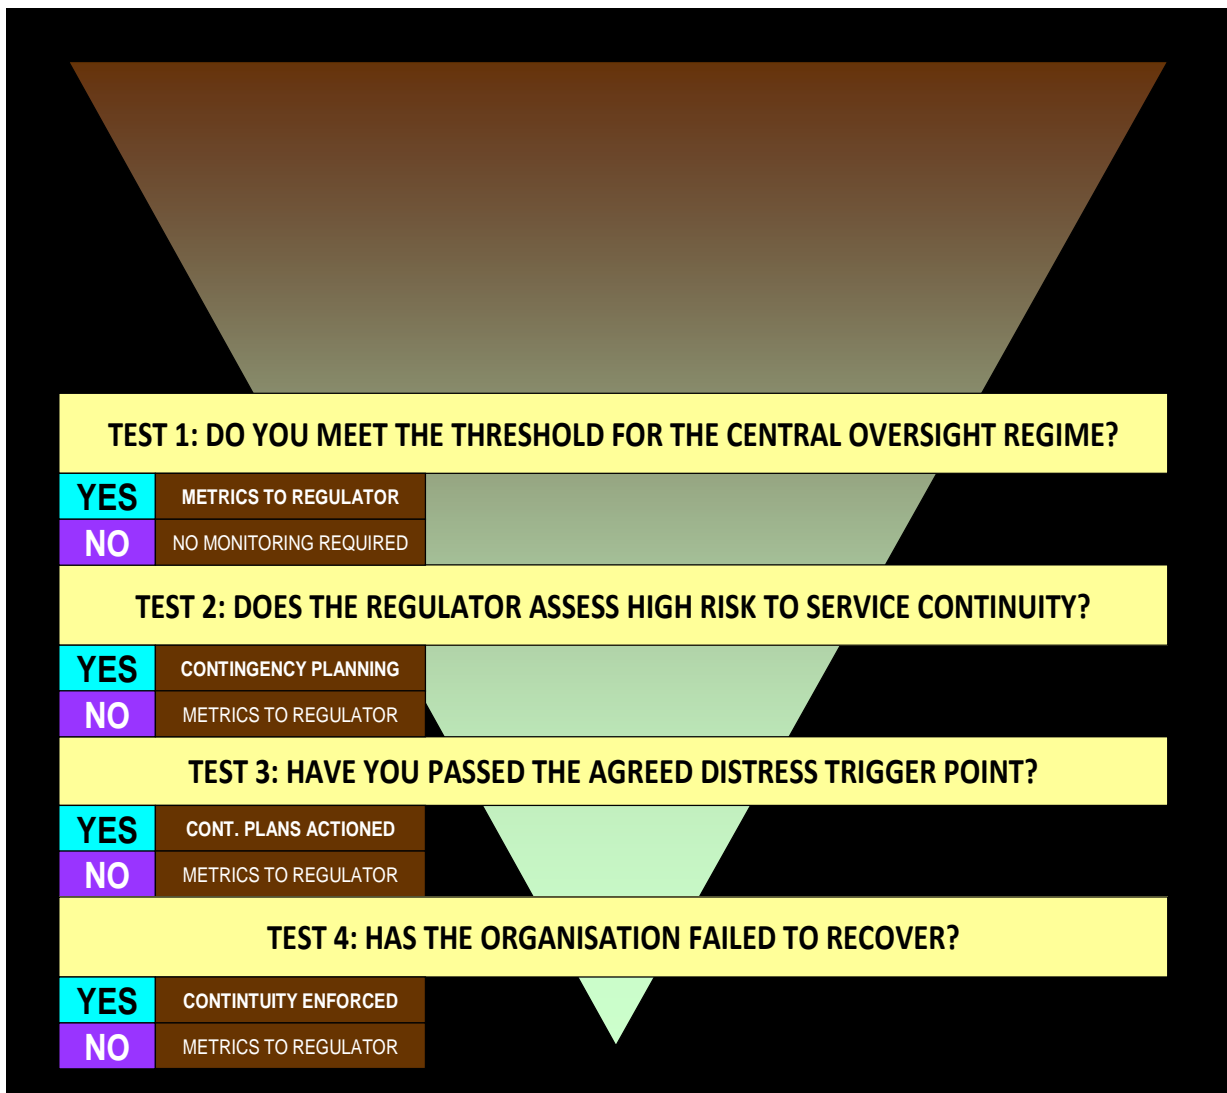 TEST 1: DO YOU MEET THE THRESHOLD FOR THE CENTRAL OVERSIGHT REGIME?
YES METRICS TO REGULATOR
NO NO MONITORING REQUIRED
TEST 2: DOES THE REGULATOR ASSESS HIGH RISK TO SERVICE CONTINUITY?
YES CONTINGENCY PLANNING
NO METRICS TO REGULATOR
TEST 3: HAVE YOU PASSED THE AGREED DISTRESS TRIGGER POINT?
YES CONT. PLANS ACTIONED
NO METRICS TO REGULATOR
TEST 4: HAS THE ORGANISATION FAILED TO RECOVER?
YES CONTINTUITY ENFORCED
NO METRICS TO REGULATOR